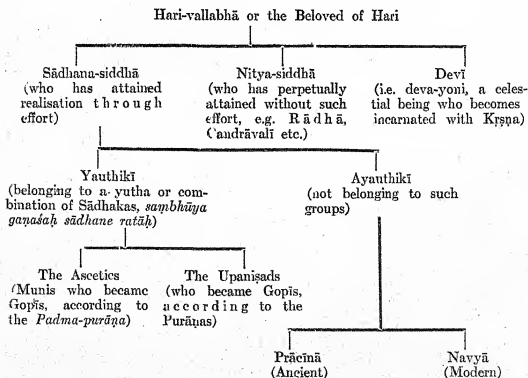 Hari-vallabhā or the Beloved of Hari
Sādhana-siddhā
(who has attained
realisation through
effort)
Nitya-siddhā
(who has perpetually
attained without such
effort, e.g. Rādhā,
Candrāvalī etc.)
Devī
(i.e. deva-yoni, a celes-
tial being who becomes
incarnated with Kṛṣṇa)
Yauthikī
(belonging to a yutha or com-
bination of Sādhakas, saṃbhūya
gaṇaśaḥ sādhane ratāḥ)
Ayauthikī
(not belonging to such
groups)
The Ascetics
(Munis who became
Gopīs, according to
the Padma-purāṇa)
The Upaniṣads
(who became Gopīs,
according to the
Purāṇas)
Prācīnā
(Ancient)
Navyā
(Modern)